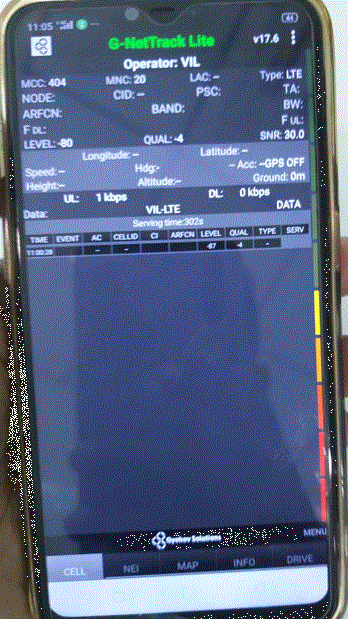 11:05
44
G-NetTrack Lite v17.6
Operator: VIL
MCC: 404 MNC: 20 LAC: – Type: LTE
NODE: CID: – PSC: TA:
ARFCN: BAND: BW:
F DL: F UL:
LEVEL: -80 QUAL: -4 SNR: 30.0
Longitude: – Latitude: –
Speed: – Hdg:- – Acc: --GPS OFF
Height:– Altitude:– Ground: 0m
UL: 1 kbps DL: 0 kbps
Data: VIL-LTE DATA
Serving time:302s
TIME EVENT AC CELLID CI ARFCN LEVEL QUAL TYPE SERV
11:00:28 – – -87 -4 –
Gyokov Solutions
MENU
CELL NEI MAP INFO DRIVE